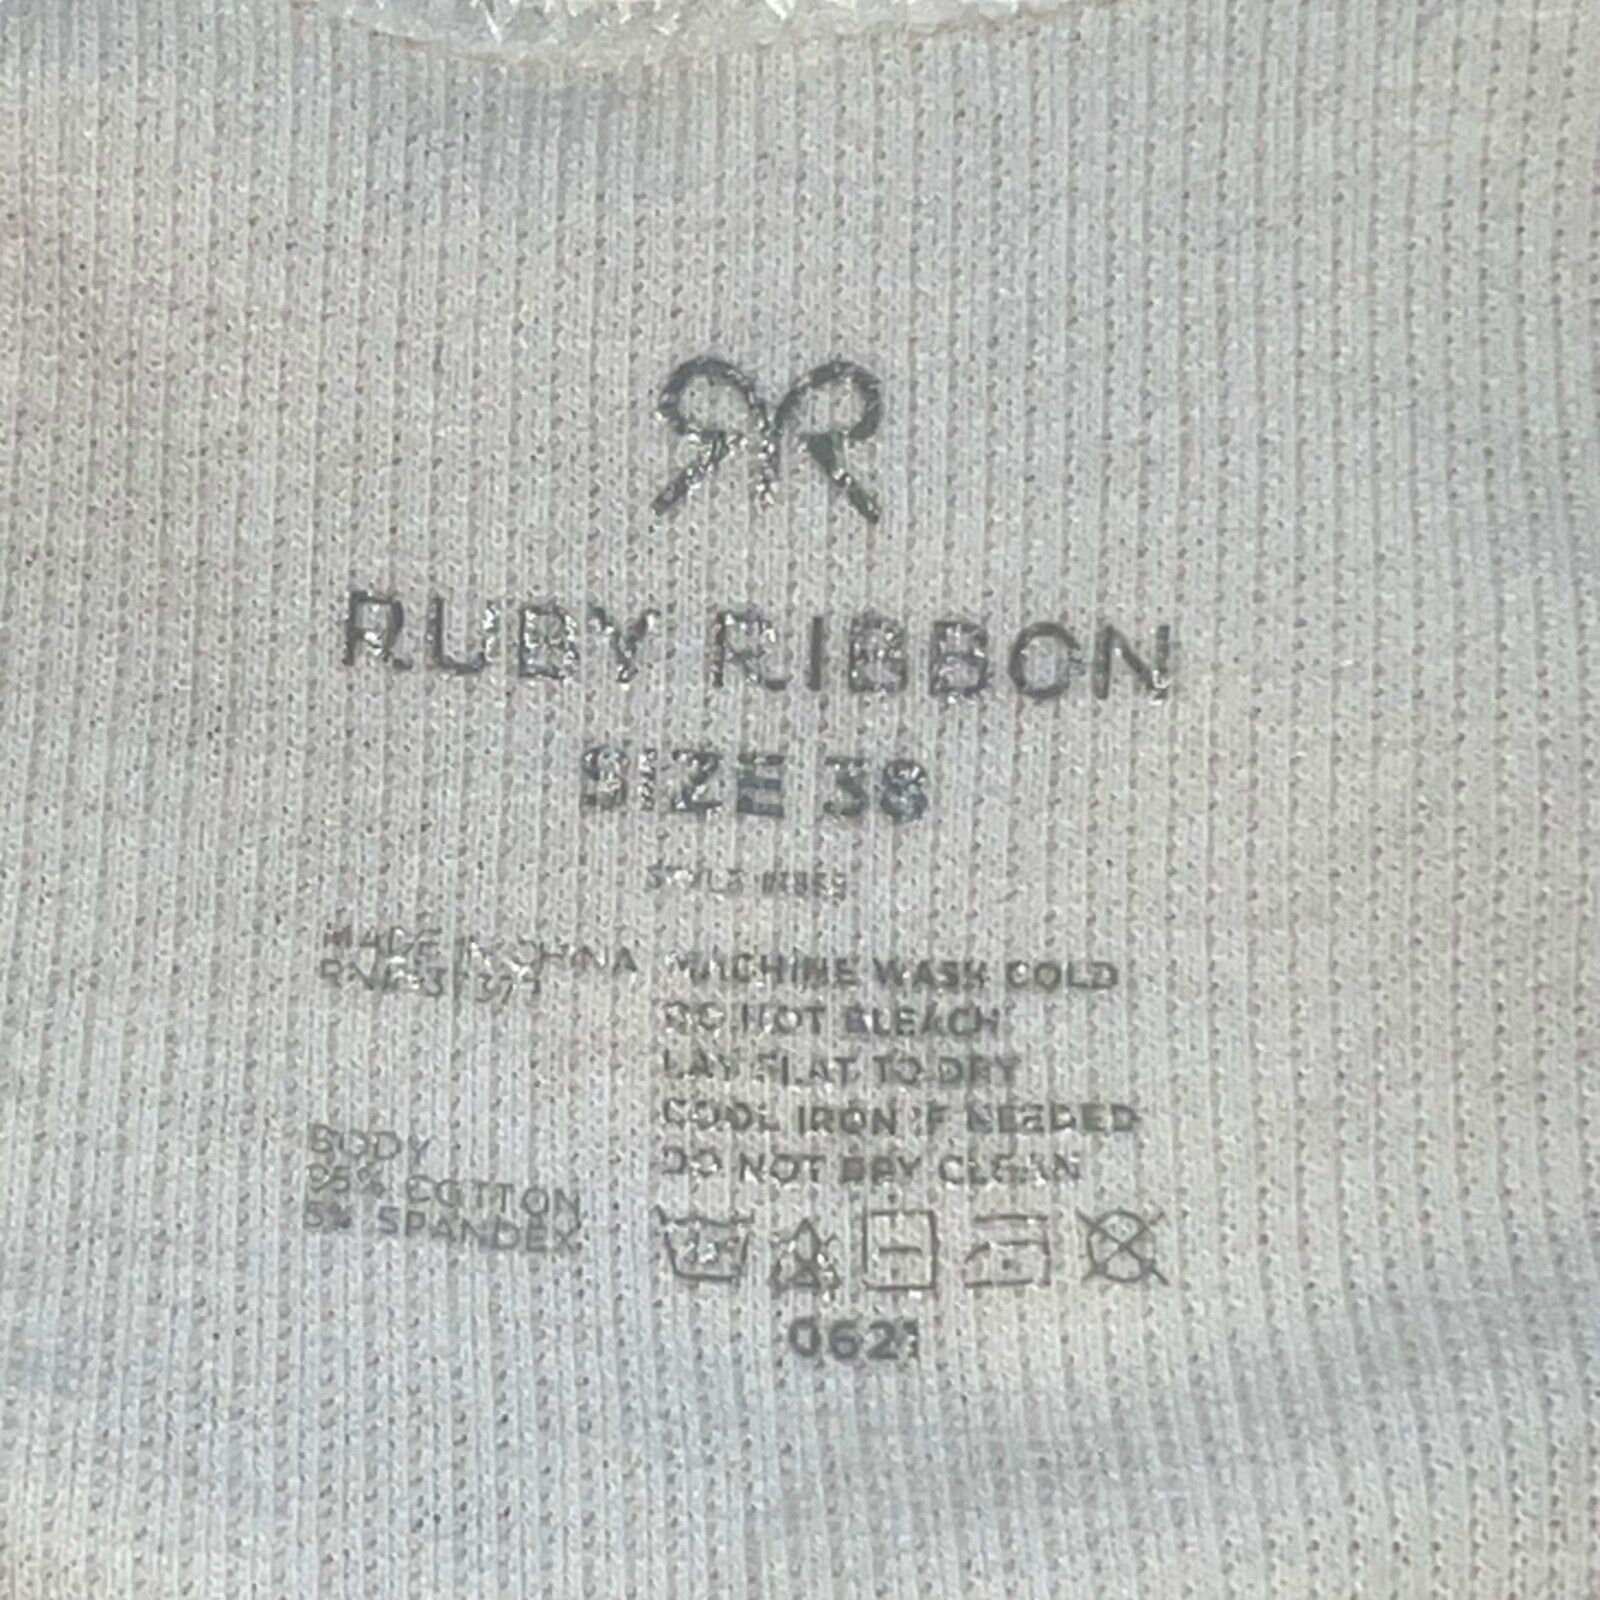 RUBY RIBBON
SIZE 38
STYLE
MADE IN CHINA
MACHINE WASH COLD
DO NOT BLEACH
LAY FLAT TO DRY
COOL IRON IF NEEDED
DO NOT DRY CLEAN
BODY
95% COTTON
5% SPANDEX
0621